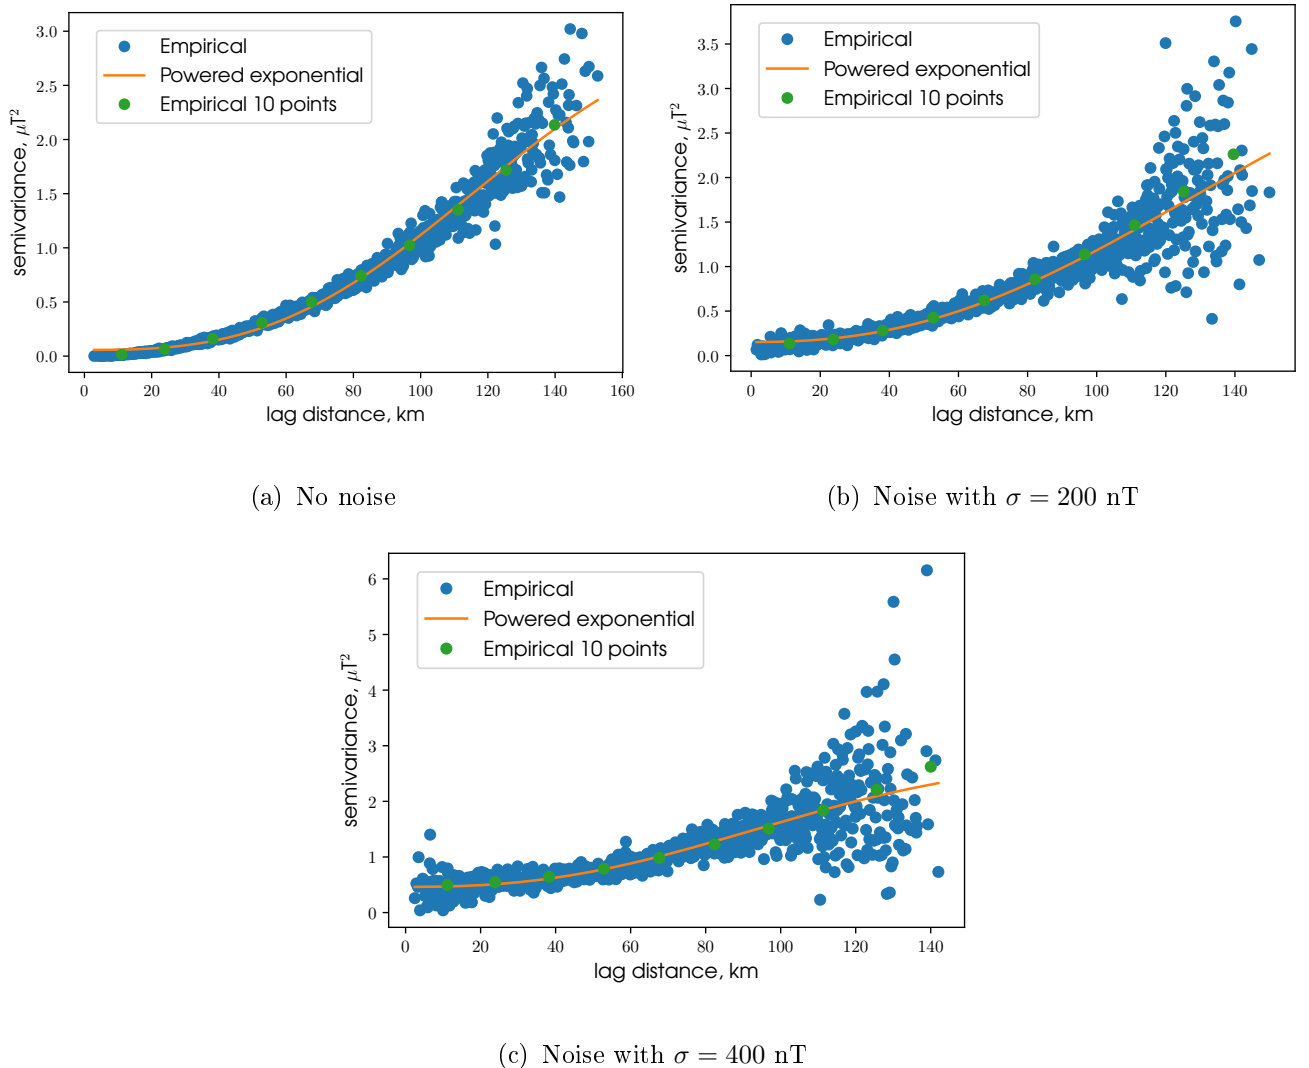 Empirical
Powered exponential
Empirical 10 points
semivariance, μT²
3.0
2.5
2.0
1.5
1.0
0.5
0.0
0 20 40 60 80 100 120 140 160
lag distance, km
(a) No noise
Empirical
Powered exponential
Empirical 10 points
semivariance, μT²
3.5
3.0
2.5
2.0
1.5
1.0
0.5
0.0
0 20 40 60 80 100 120 140
lag distance, km
(b) Noise with σ = 200 nT
Empirical
Powered exponential
Empirical 10 points
semivariance, μT²
6
5
4
3
2
1
0
0 20 40 60 80 100 120 140
lag distance, km
(c) Noise with σ = 400 nT